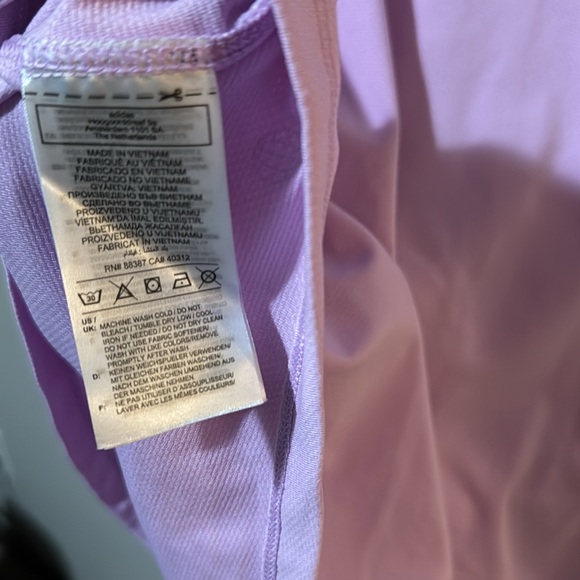 adidas
Hoogoorddreef 9a
Amsterdam 1101 BA
The Netherlands
MADE IN VIETNAM
FABRIQUÉ AU VIÊTNAM
FABRICADO EN VIETNAM
FABRICADO NO VIETNAME
GYÁRTVA: VIETNAM
ПРОИЗВЕДЕНО ВЪВ ВИЕТНАМ
СДЕЛАНО ВО ВЬЕТНАМЕ
PROIZVEDENO U VIJETNAMU
VIETNAM'DA İMAL EDİLMİŞTİR.
ВЬЕТНАМДА ЖАСАЛҒАН
PROIZVEDENO U VIJETNAMU
FABRICAT IN VIETNAM
RN# 88387 CA# 40312
30
US /
UK: MACHINE WASH COLD / DO NOT
BLEACH / TUMBLE DRY LOW / COOL
IRON IF NEEDED / DO NOT DRY CLEAN
DO NOT USE FABRIC SOFTENER/
WASH WITH LIKE COLORS/REMOVE
PROMPTLY AFTER WASH
D: KEINEN WEICHSPUELER VERWENDEN/
MIT GLEICHEN FARBEN WASCHEN/
NACH DEM WASCHEN UMGEHEND AUS
DER MASCHINE NEHMEN
F: NE PAS UTILISER D'ASSOUPLISSEUR/
LAVER AVEC LES MÊMES COULEURS/